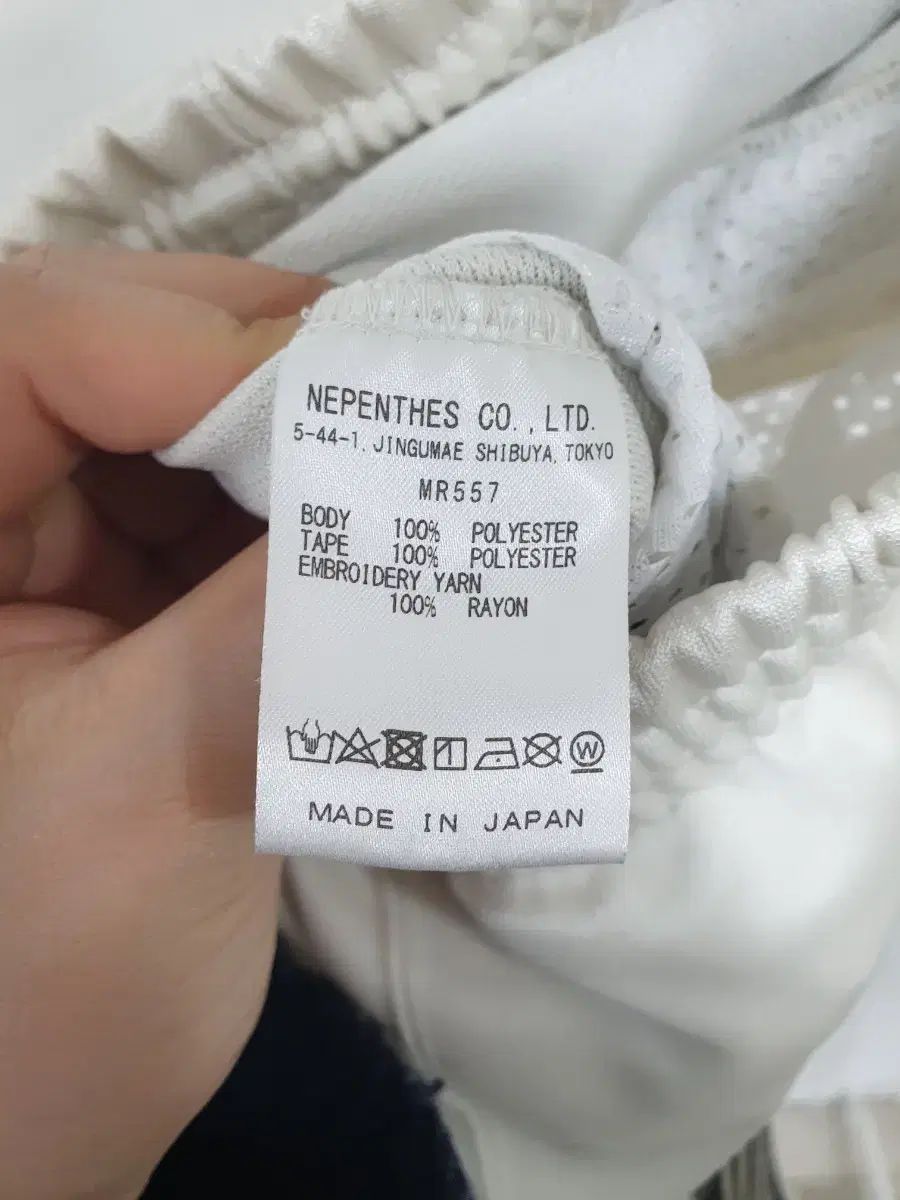 NEPENTHES CO., LTD.
5-44-1, JINGUMAE SHIBUYA, TOKYO
MR557
BODY 100% POLYESTER
TAPE 100% POLYESTER
EMBROIDERY YARN
100% RAYON
W
MADE IN JAPAN